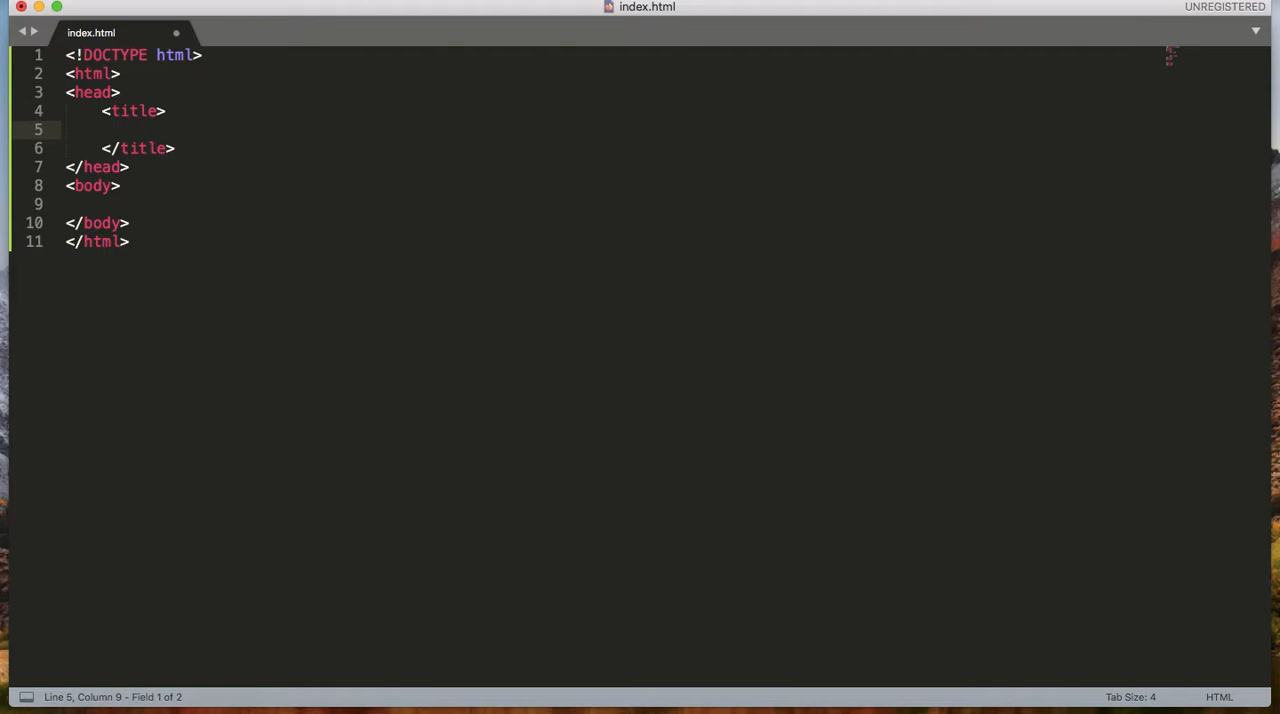 index.html
UNREGISTERED
index.html
1 <!DOCTYPE html>
2 <html>
3 <head>
4     <title>
5
6     </title>
7 </head>
8 <body>
9
10 </body>
11 </html>
Line 5, Column 9 - Field 1 of 2
Tab Size: 4
HTML